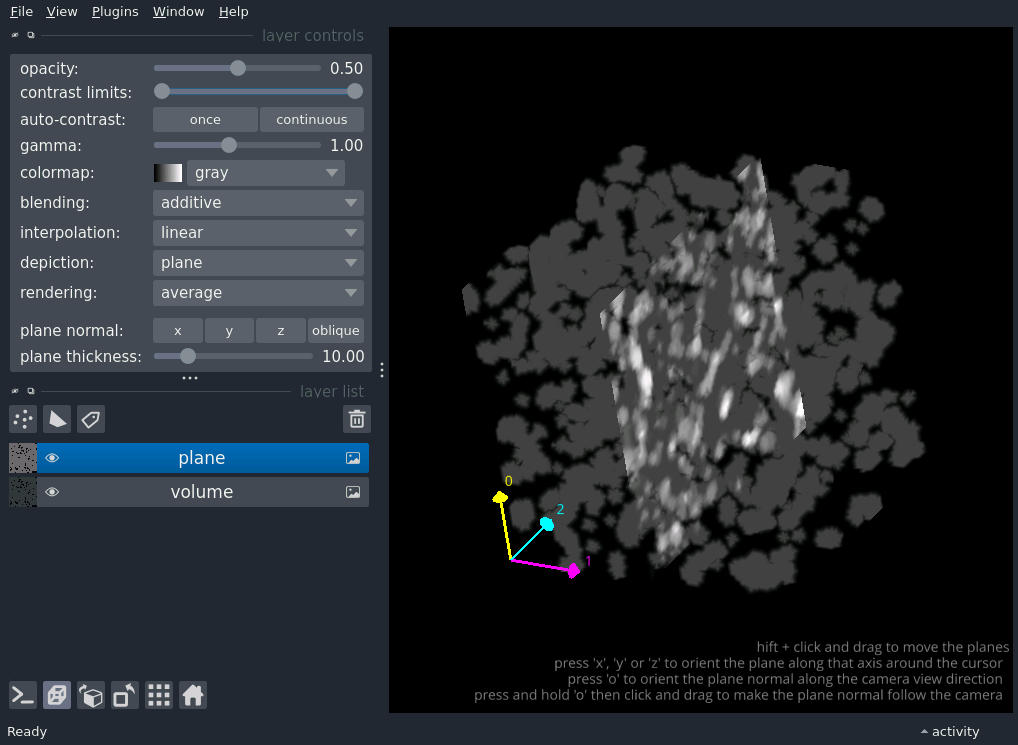 File View Plugins Window Help
layer controls
opacity: 0.50
contrast limits:
auto-contrast: once continuous
gamma: 1.00
colormap: gray
blending: additive
interpolation: linear
depiction: plane
rendering: average
plane normal: x y z oblique
plane thickness: 10.00
layer list
plane
volume
0
2
1
hift + click and drag to move the planes
press 'x', 'y' or 'z' to orient the plane along that axis around the cursor
press 'o' to orient the plane normal along the camera view direction
press and hold 'o' then click and drag to make the plane normal follow the camera
Ready activity